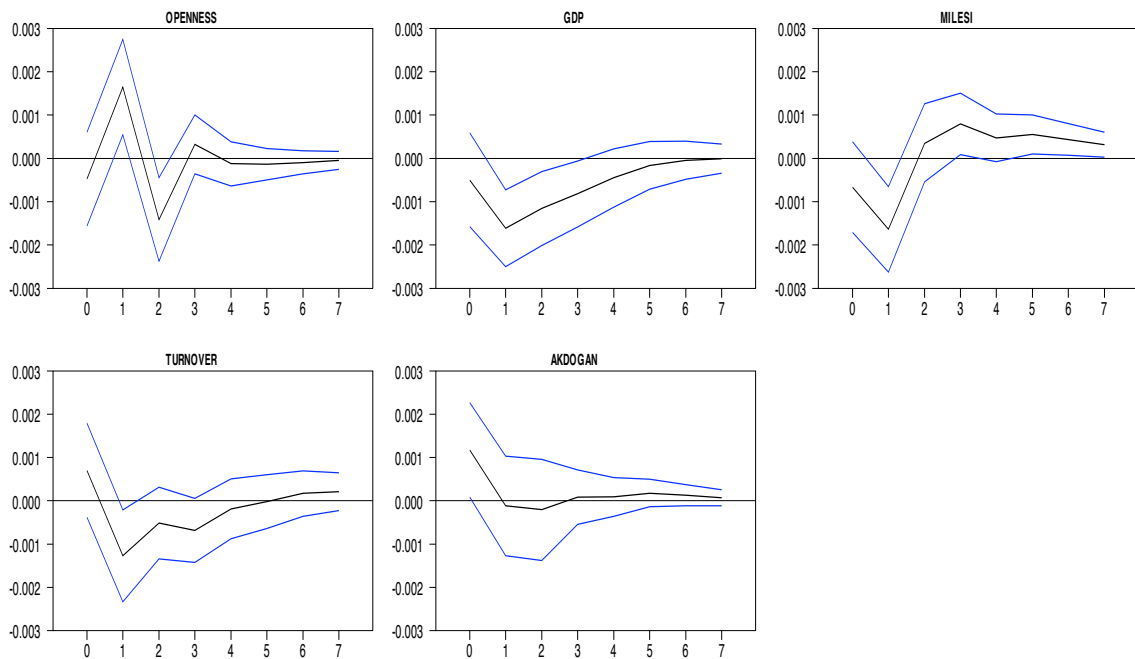 OPENNESS GDP MILESI
0.003 0.003 0.003
0.002 0.002 0.002
0.001 0.001 0.001
0.000 0.000 0.000
-0.001 -0.001 -0.001
-0.002 -0.002 -0.002
-0.003 -0.003 -0.003
0 1 2 3 4 5 6 7 0 1 2 3 4 5 6 7 0 1 2 3 4 5 6 7
TURNOVER AKDOGAN
0.003 0.003
0.002 0.002
0.001 0.001
0.000 0.000
-0.001 -0.001
-0.002 -0.002
-0.003 -0.003
0 1 2 3 4 5 6 7 0 1 2 3 4 5 6 7